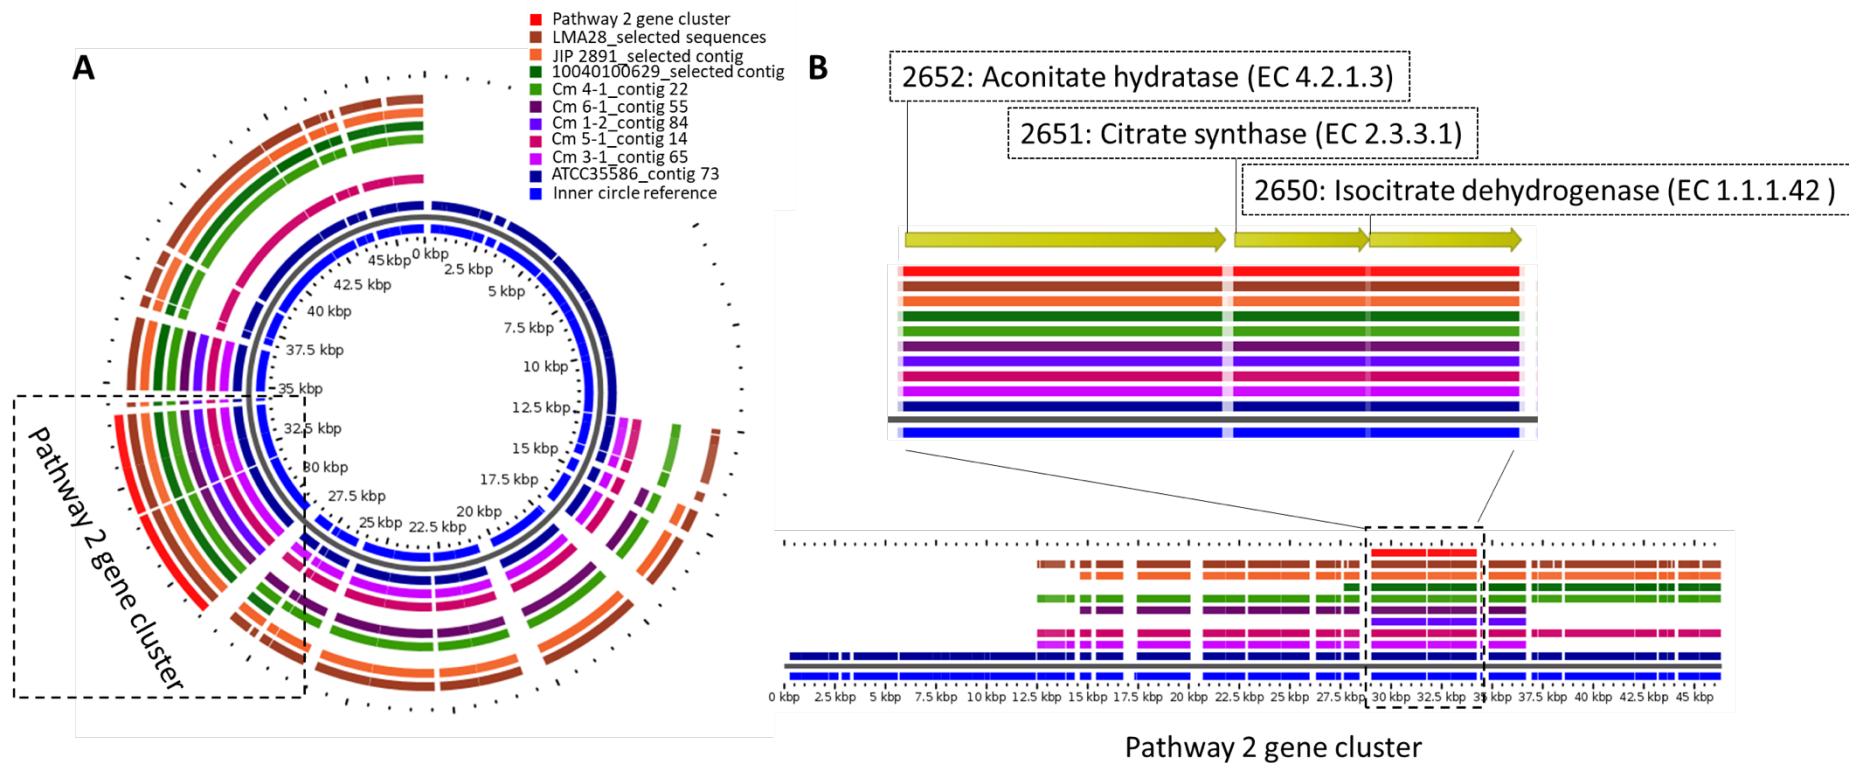 A
Pathway 2 gene cluster
LMA28_selected sequences
JIP 2891_selected contig
10040100629_selected contig
Cm 4-1_contig 22
Cm 6-1_contig 55
Cm 1-2_contig 84
Cm 5-1_contig 14
Cm 3-1_contig 65
ATCC35586_contig 73
Inner circle reference
0 kbp
2.5 kbp
5 kbp
7.5 kbp
10 kbp
12.5 kbp
15 kbp
17.5 kbp
20 kbp
22.5 kbp
25 kbp
27.5 kbp
30 kbp
32.5 kbp
35 kbp
37.5 kbp
40 kbp
42.5 kbp
45 kbp
Pathway 2 gene cluster
B
2652: Aconitate hydratase (EC 4.2.1.3)
2651: Citrate synthase (EC 2.3.3.1)
2650: Isocitrate dehydrogenase (EC 1.1.1.42 )
0 kbp 2.5 kbp 5 kbp 7.5 kbp 10 kbp 12.5 kbp 15 kbp 17.5 kbp 20 kbp 22.5 kbp 25 kbp 27.5 kbp 30 kbp 32.5 kbp 35 kbp 37.5 kbp 40 kbp 42.5 kbp 45 kbp
Pathway 2 gene cluster